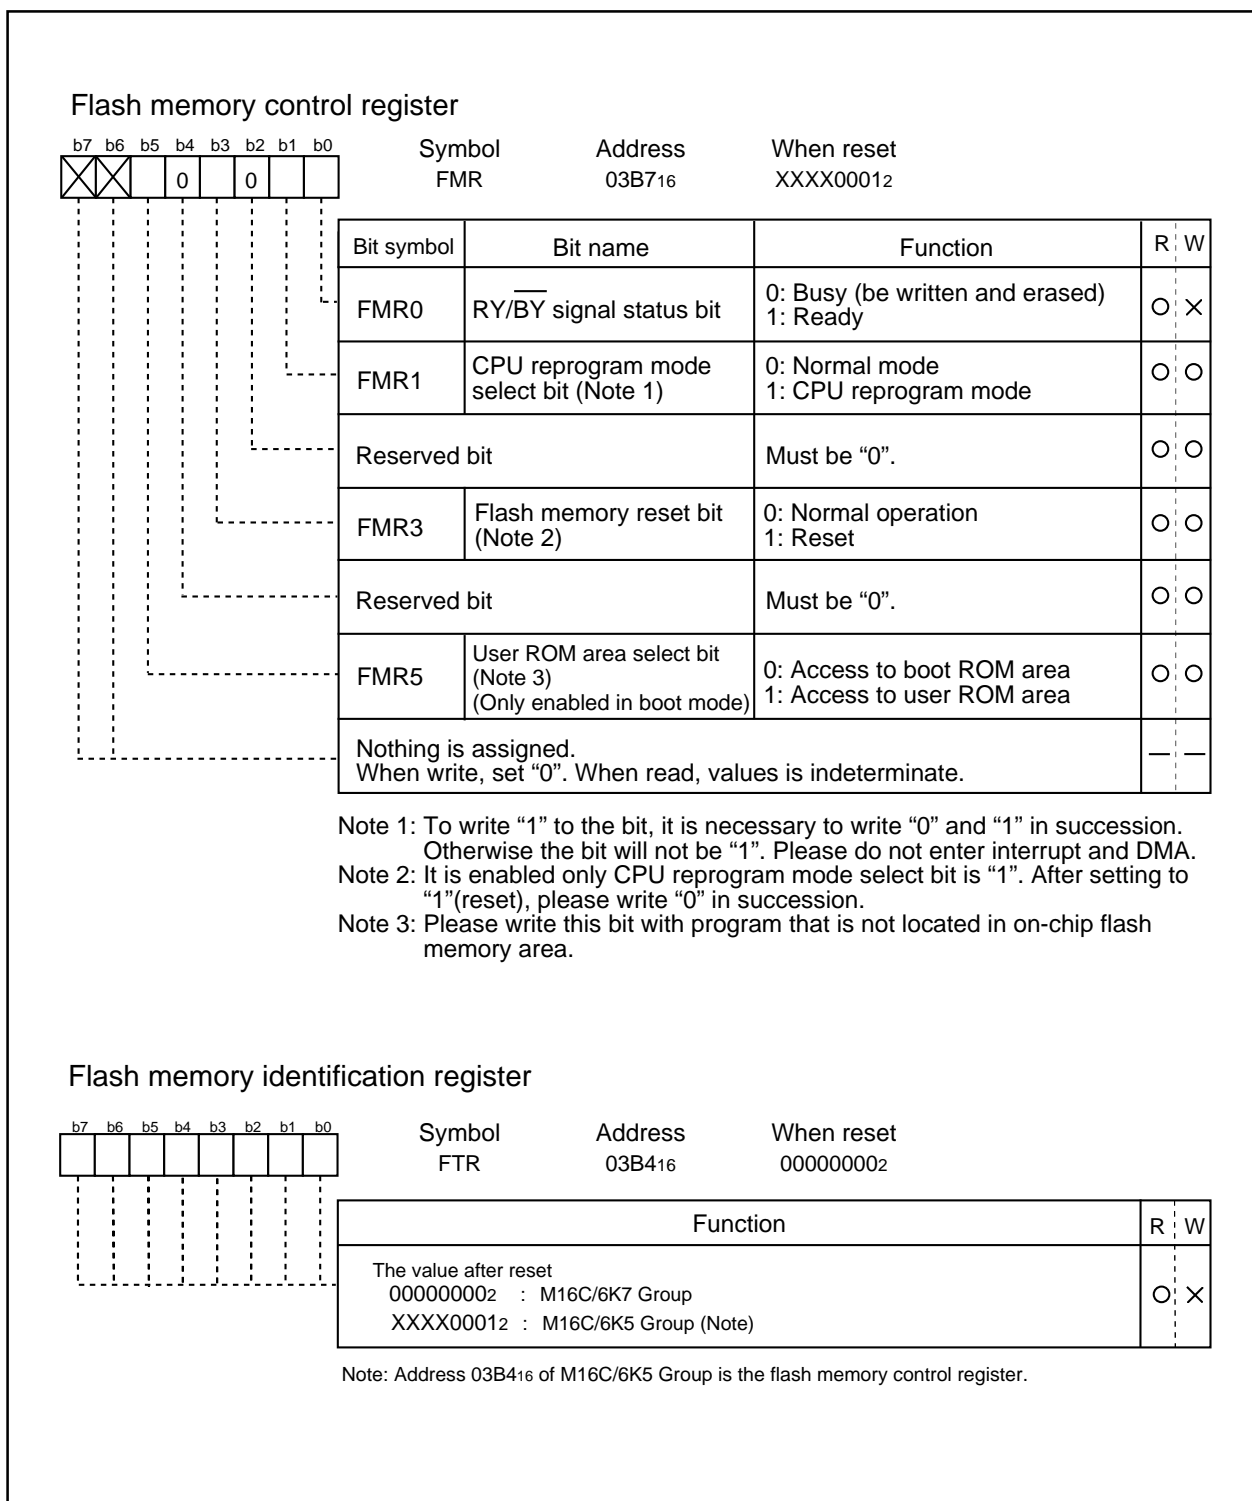 Flash memory control register
b7 b6 b5 b4 b3 b2 b1 b0
0 0
Symbol Address When reset
FMR 03B716 XXXX00012
Bit symbol Bit name Function R W
FMR0 RY/BY signal status bit 0: Busy (be written and erased)
1: Ready
FMR1 CPU reprogram mode
select bit (Note 1) 0: Normal mode
1: CPU reprogram mode
Reserved bit Must be “0”.
FMR3 Flash memory reset bit
(Note 2) 0: Normal operation
1: Reset
Reserved bit Must be “0”.
FMR5 User ROM area select bit
(Note 3)
(Only enabled in boot mode) 0: Access to boot ROM area
1: Access to user ROM area
Nothing is assigned.
When write, set “0”. When read, values is indeterminate.
Note 1: To write “1” to the bit, it is necessary to write “0” and “1” in succession.
Otherwise the bit will not be “1”. Please do not enter interrupt and DMA.
Note 2: It is enabled only CPU reprogram mode select bit is “1”. After setting to
“1”(reset), please write “0” in succession.
Note 3: Please write this bit with program that is not located in on-chip flash
memory area.
Flash memory identification register
b7 b6 b5 b4 b3 b2 b1 b0
Symbol Address When reset
FTR 03B416 000000002
Function R W
The value after reset
000000002 : M16C/6K7 Group
XXXX00012 : M16C/6K5 Group (Note)
Note: Address 03B416 of M16C/6K5 Group is the flash memory control register.